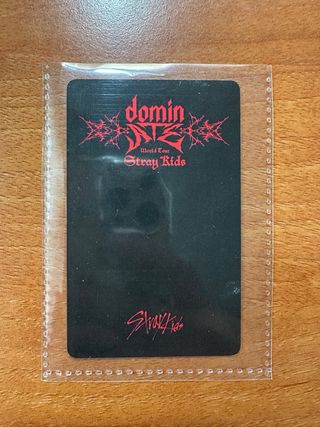 domin
ATE
World Tour
Stray Kids
Stray Kids